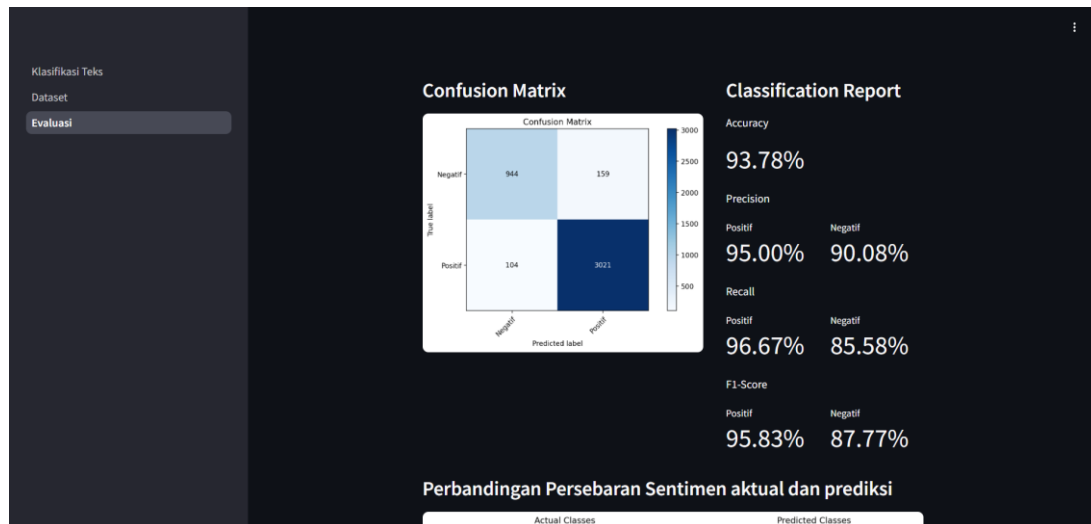 Klasifikasi Teks
Dataset
Evaluasi
Confusion Matrix
Confusion Matrix
Negatif
944
159
True label
Positif
104
3021
Negatif
Positif
Predicted label
3000
2500
2000
1500
1000
500
Classification Report
Accuracy
93.78%
Precision
Positif Negatif
95.00% 90.08%
Recall
Positif Negatif
96.67% 85.58%
F1-Score
Positif Negatif
95.83% 87.77%
Perbandingan Persebaran Sentimen aktual dan prediksi
Actual Classes Predicted Classes